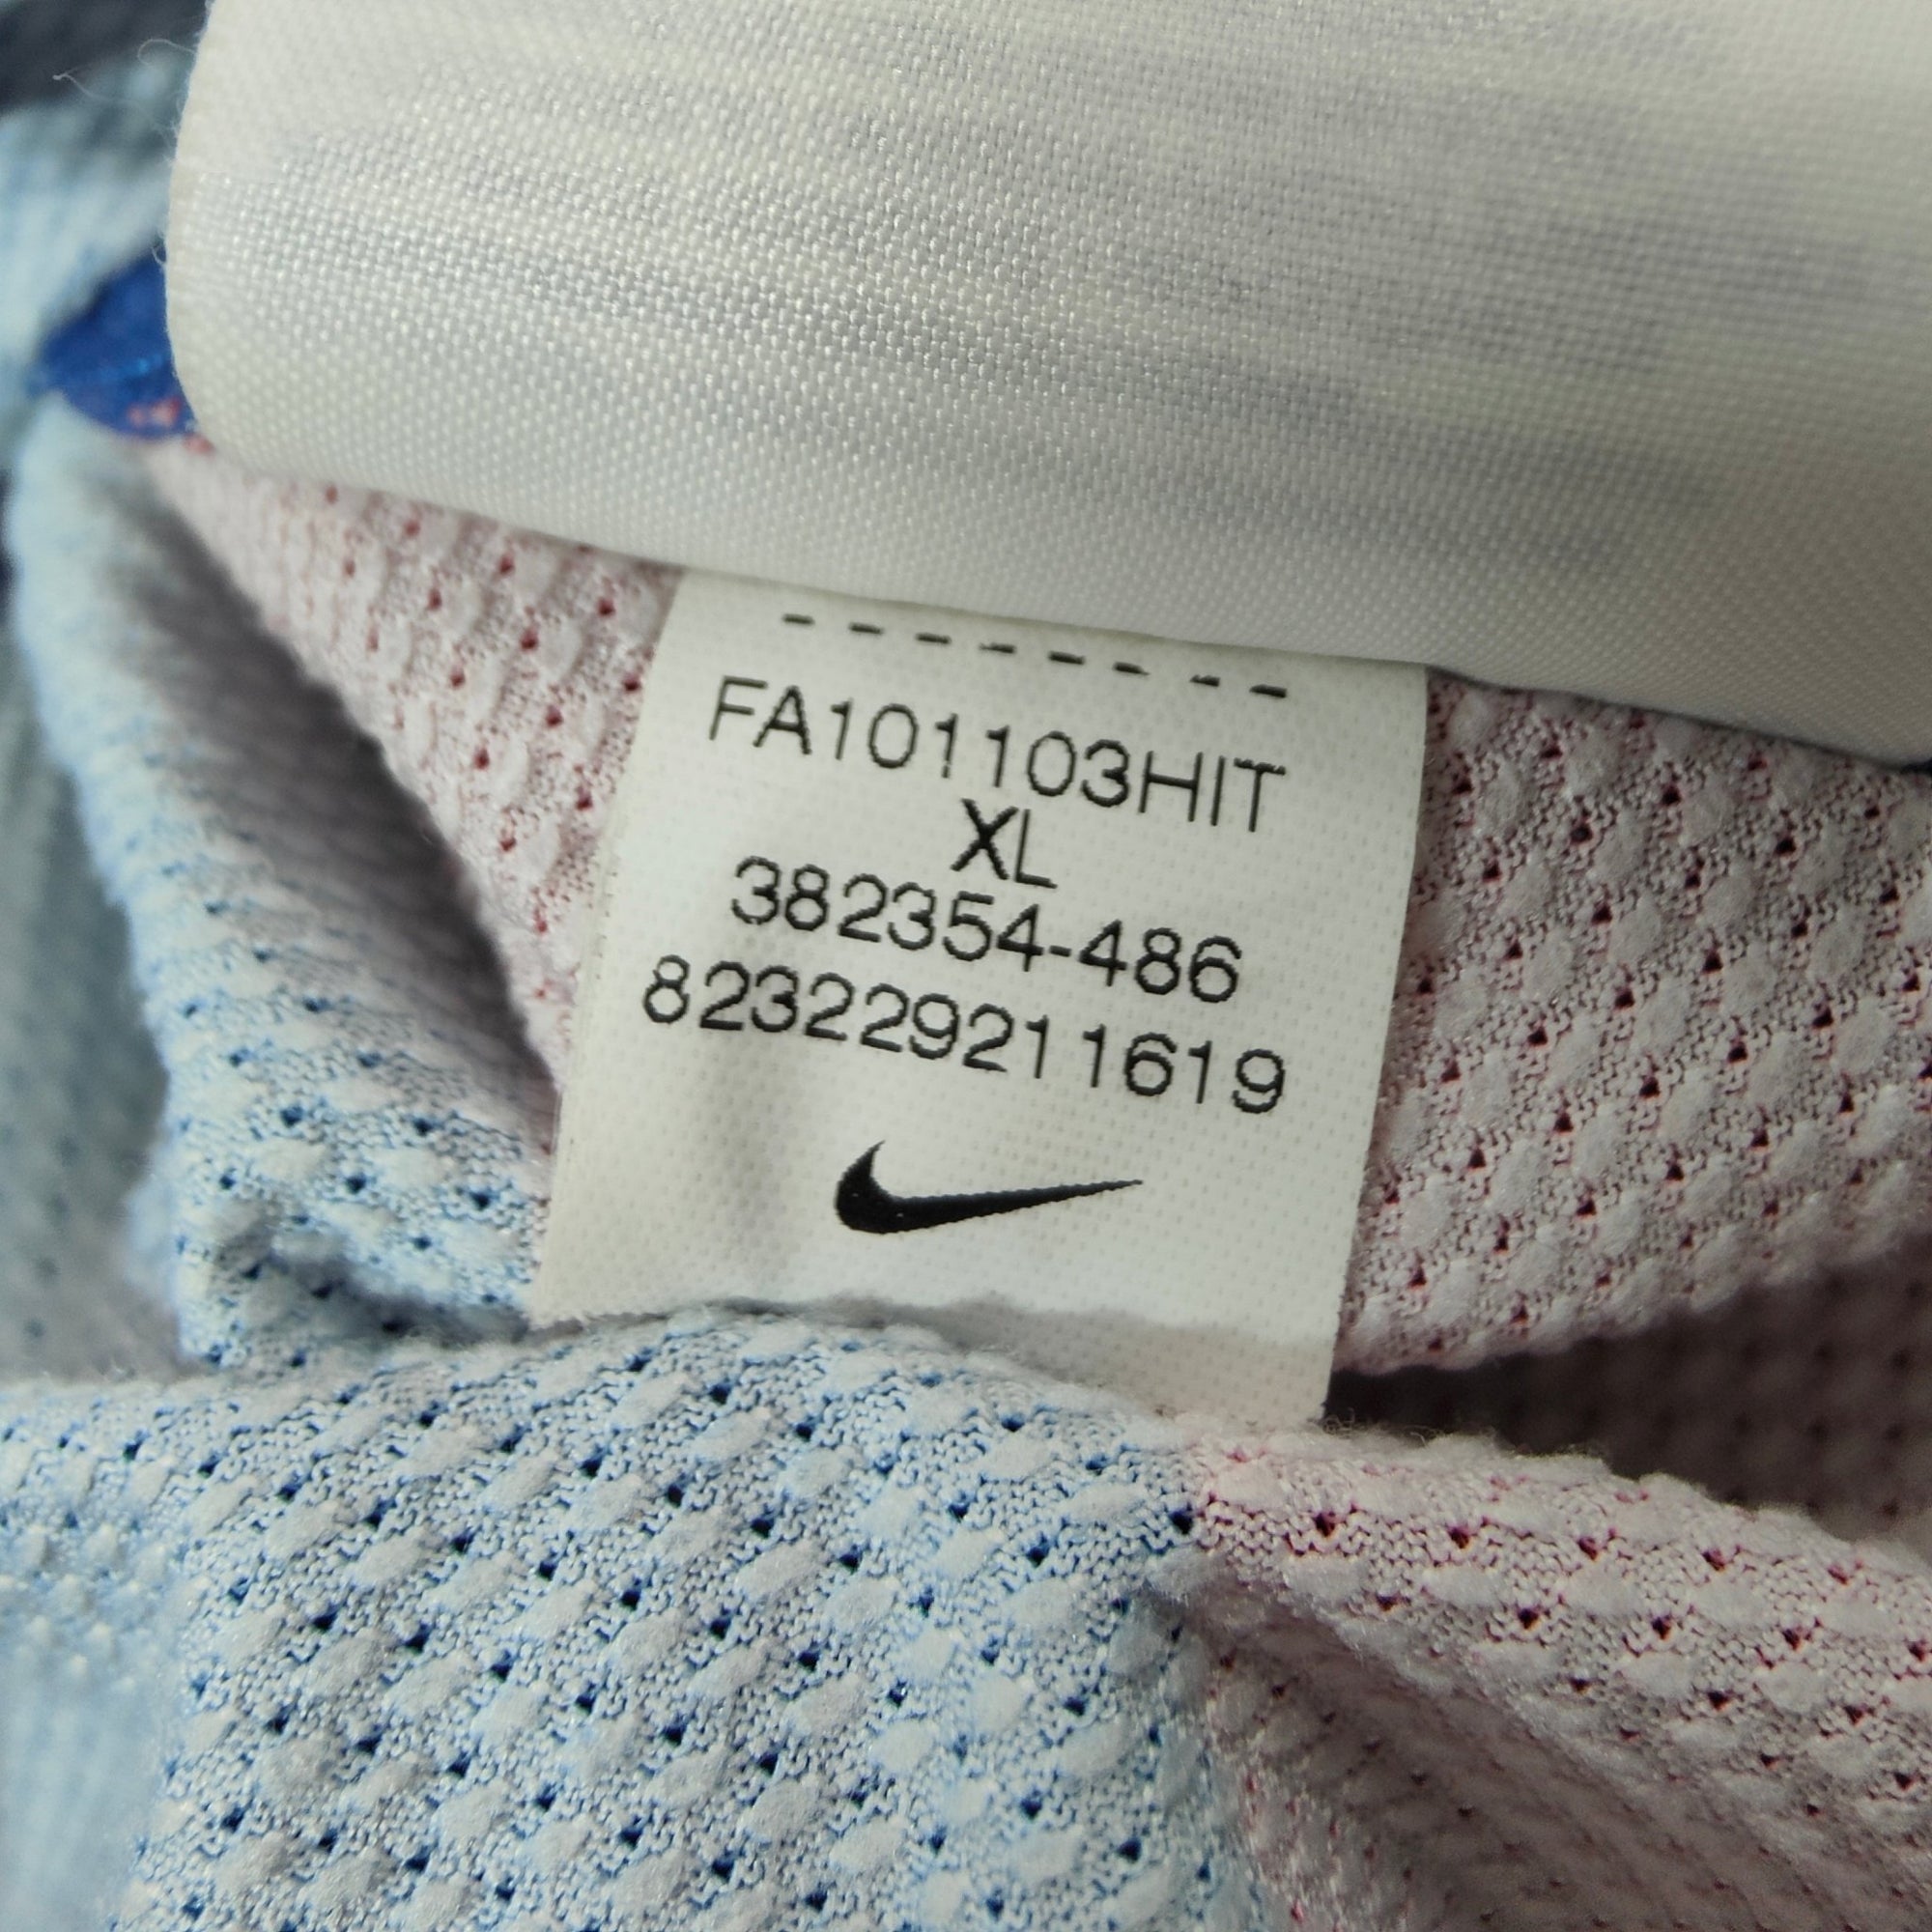 --------
FA101103HIT
XL
382354-486
823229211619